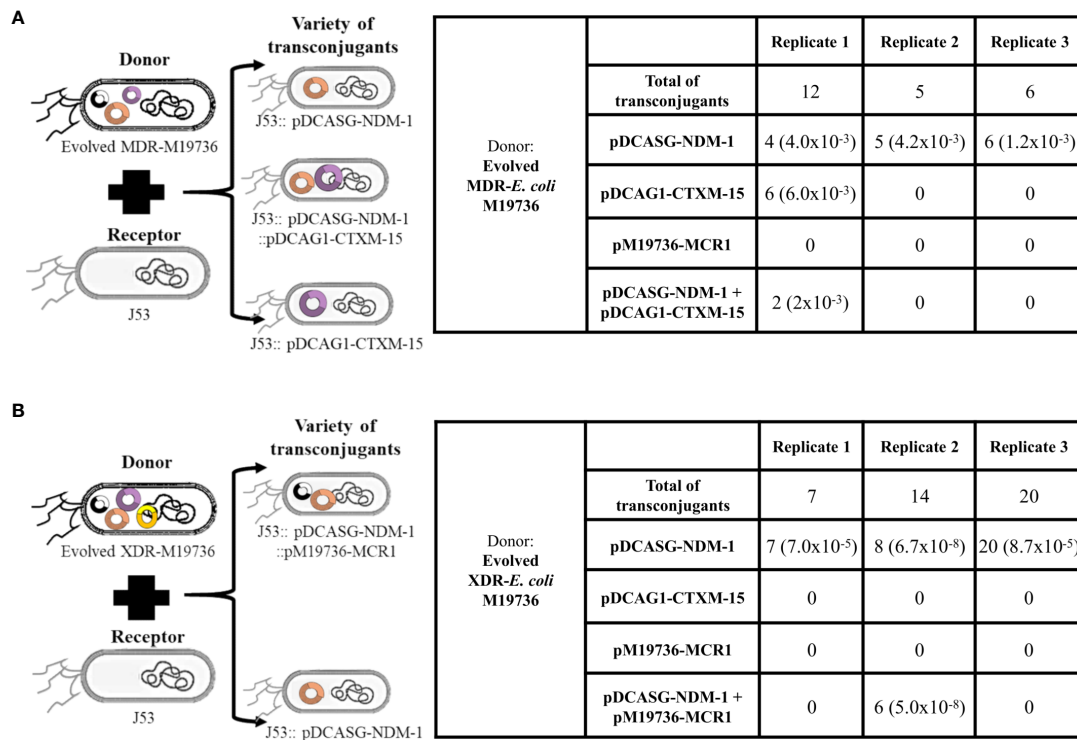 A
Variety of
transconjugants
Donor
J53:: pDCASG-NDM-1
Evolved MDR-M19736
J53:: pDCASG-NDM-1
::pDCAG1-CTXM-15
Receptor
J53
J53:: pDCAG1-CTXM-15
Donor:
Evolved
MDR-E. coli
M19736
Replicate 1 Replicate 2 Replicate 3
Total of
transconjugants
12 5 6
pDCASG-NDM-1 4 (4.0x10⁻³) 5 (4.2x10⁻³) 6 (1.2x10⁻³)
pDCAG1-CTXM-15 6 (6.0x10⁻³) 0 0
pM19736-MCR1 0 0 0
pDCASG-NDM-1 +
pDCAG1-CTXM-15
2 (2x10⁻³) 0 0
B
Variety of
transconjugants
Donor
Evolved XDR-M19736
J53:: pDCASG-NDM-1
::pM19736-MCR1
Receptor
J53
J53:: pDCASG-NDM-1
Donor:
Evolved
XDR-E. coli
M19736
Replicate 1 Replicate 2 Replicate 3
Total of
transconjugants
7 14 20
pDCASG-NDM-1 7 (7.0x10⁻⁵) 8 (6.7x10⁻⁸) 20 (8.7x10⁻⁵)
pDCAG1-CTXM-15 0 0 0
pM19736-MCR1 0 0 0
pDCASG-NDM-1 +
pM19736-MCR1
0 6 (5.0x10⁻⁸) 0